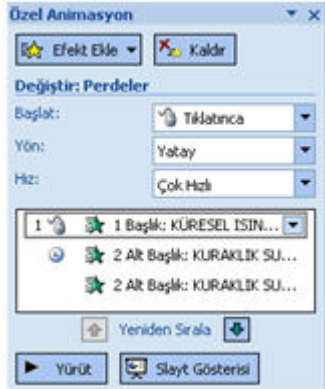 Özel Animasyon
Efekt Ekle Kaldır
Değiştir: Perdeler
Başlat: Tıklatınca
Yön: Yatay
Hız: Çok Hızlı
1 1 Başlık: KÜRESEL ISIN...
2 Alt Başlık: KURAKLIK SU...
2 Alt Başlık: KURAKLIK SU...
Yeniden Sırala
Yürüt Slayt Gösterisi